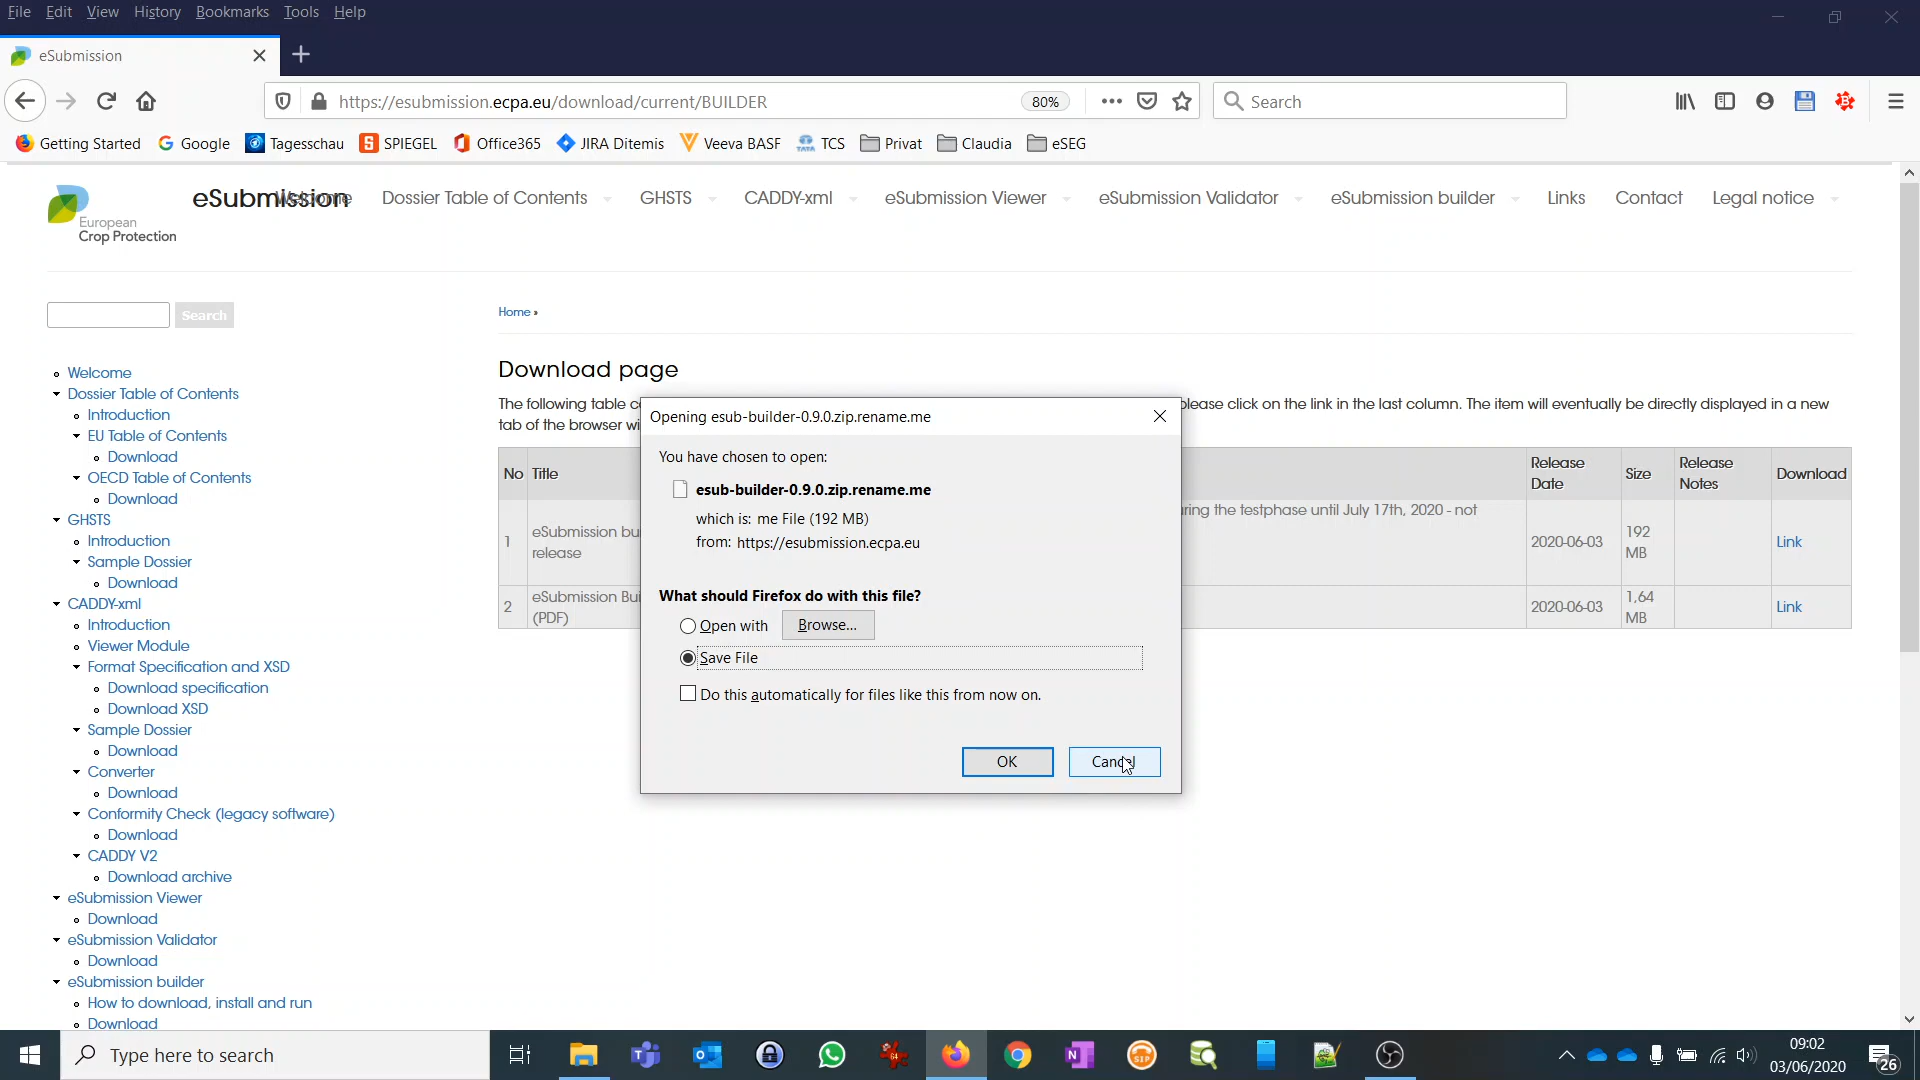 File Edit View History Bookmarks Tools Help
eSubmission
https://esubmission.ecpa.eu/download/current/BUILDER 80% Search
Getting Started Google Tagesschau SPIEGEL Office365 JIRA Ditemis Veeva BASF TCS Privat Claudia eSEG
European
Crop Protection
eSubmission
Welcome Dossier Table of Contents GHSTS CADDY-xml eSubmission Viewer eSubmission Validator eSubmission builder Links Contact Legal notice
Search
Welcome
Dossier Table of Contents
Introduction
EU Table of Contents
Download
OECD Table of Contents
Download
GHSTS
Introduction
Sample Dossier
Download
CADDY-xml
Introduction
Viewer Module
Format Specification and XSD
Download specification
Download XSD
Sample Dossier
Download
Converter
Download
Conformity Check (legacy software)
Download
CADDY V2
Download archive
eSubmission Viewer
Download
eSubmission Validator
Download
eSubmission builder
How to download, install and run
Download
Home »
Download page
The following table c lease click on the link in the last column. The item will eventually be directly displayed in a new
tab of the browser wi
No Title Release Date Size Release Notes Download
1 eSubmission bu release ring the testphase until July 17th, 2020 - not 2020-06-03 192 MB Link
2 eSubmission Bui (PDF) 2020-06-03 1,64 MB Link
Opening esub-builder-0.9.0.zip.rename.me
You have chosen to open:
esub-builder-0.9.0.zip.rename.me
which is: me File (192 MB)
from: https://esubmission.ecpa.eu
What should Firefox do with this file?
Open with Browse...
Save File
Do this automatically for files like this from now on.
OK Cancel
Type here to search
09:02
03/06/2020
26